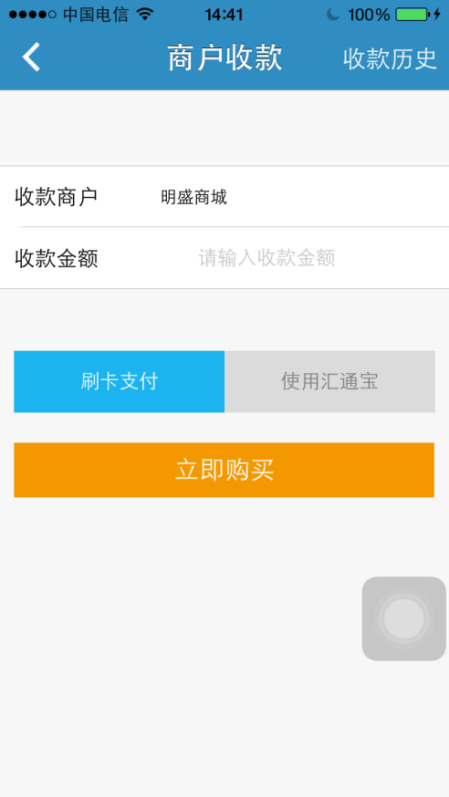 中国电信 14:41 100%
商户收款 收款历史
收款商户 明盛商城
收款金额 请输入收款金额
刷卡支付 使用汇通宝
立即购买